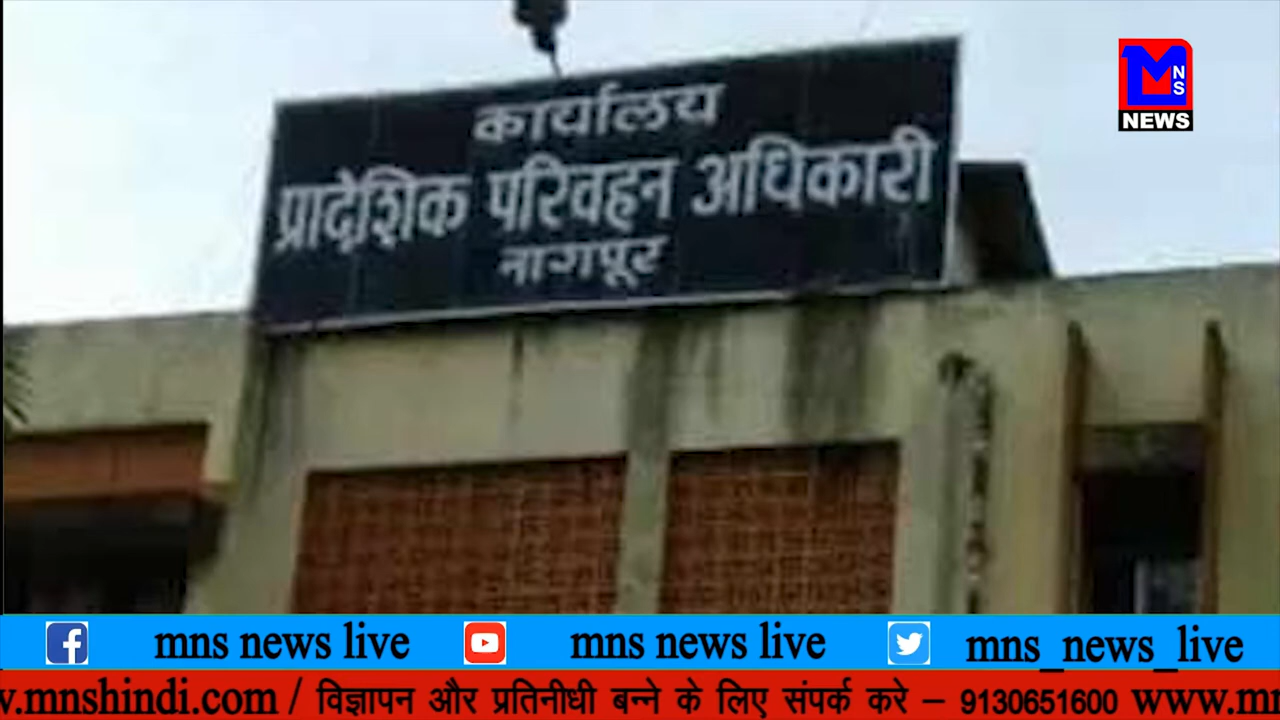 कार्यालय
प्रादेशिक परिवहन अधिकारी
नागपूर
MNS
NEWS
mns news live
mns news live
mns_news_live
.mnshindi.com / विज्ञापन और प्रतिनीधी बन्ने के लिए संपर्क करे – 9130651600 www.mn